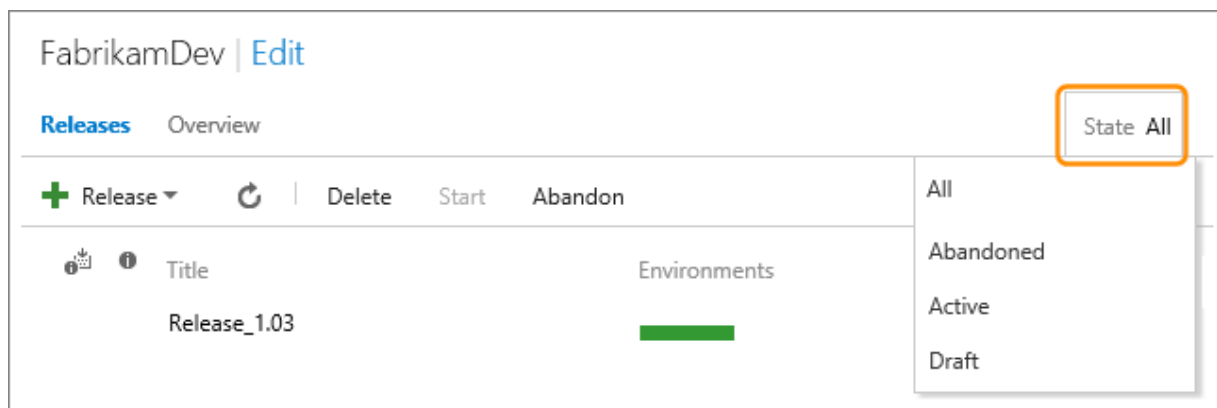 FabrikamDev | Edit
Releases Overview State All
Release Delete Start Abandon
All
Title Environments
Abandoned
Release_1.03
Active
Draft